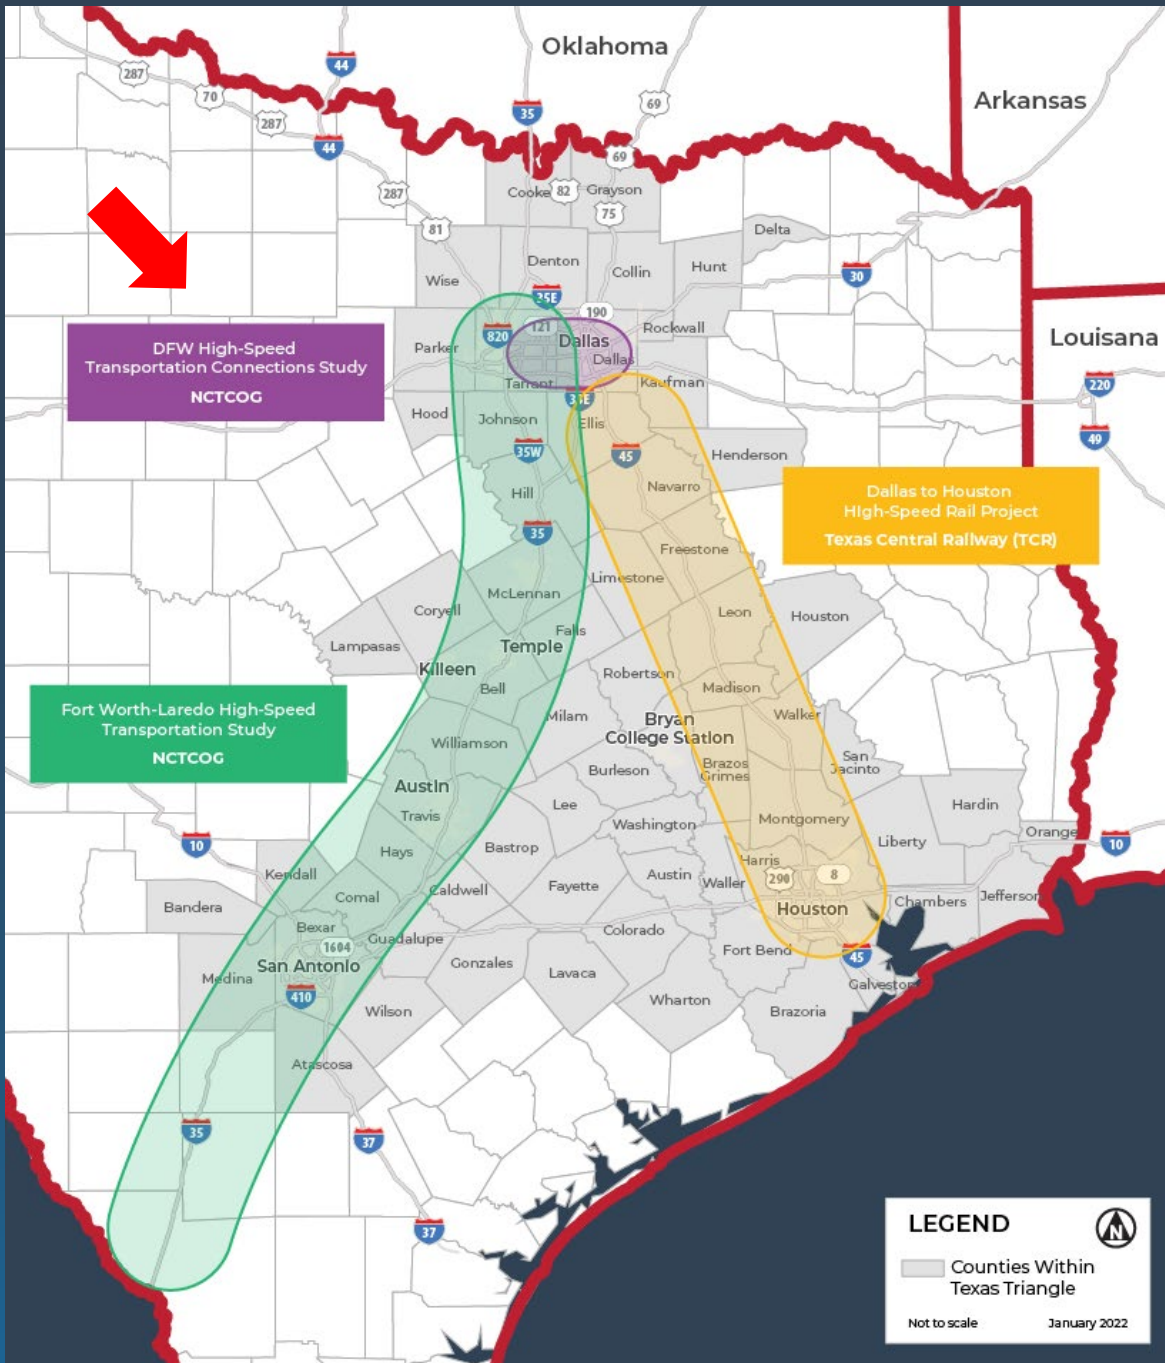 Oklahoma
Arkansas
Louisiana
44
287
70
287
44
35
69
69
287
81
Cooke
82
Grayson
75
Delta
Denton
Collin
Hunt
30
Wise
35E
190
820
121
Rockwall
Dallas
Dallas
Parker
Tarrant
Kaufman
220
49
DFW High-Speed
Transportation Connections Study
NCTCOG
Hood
Johnson
35E
Ellis
35W
45
Henderson
Hill
Navarro
Dallas to Houston
High-Speed Rail Project
Texas Central Railway (TCR)
35
Freestone
Limestone
McLennan
Coryell
Leon
Houston
Falls
Lampasas
Temple
Killeen
Bell
Robertson
Madison
Milam
Walker
Bryan
College Station
Fort Worth-Laredo High-Speed
Transportation Study
NCTCOG
Williamson
Burleson
Brazos
Grimes
San
Jacinto
Austin
Travis
Lee
Washington
Montgomery
Hardin
Orange
10
Liberty
10
Hays
Bastrop
Kendall
Harris
290
8
Caldwell
Fayette
Austin
Waller
Comal
Bandera
Houston
Chambers
Jefferson
Bexar
1604
Guadalupe
Colorado
Fort Bend
45
San Antonio
Medina
Gonzales
Lavaca
Galveston
410
Wilson
Wharton
Brazoria
Atascosa
35
37
37
LEGEND
N
Counties Within
Texas Triangle
Not to scale
January 2022